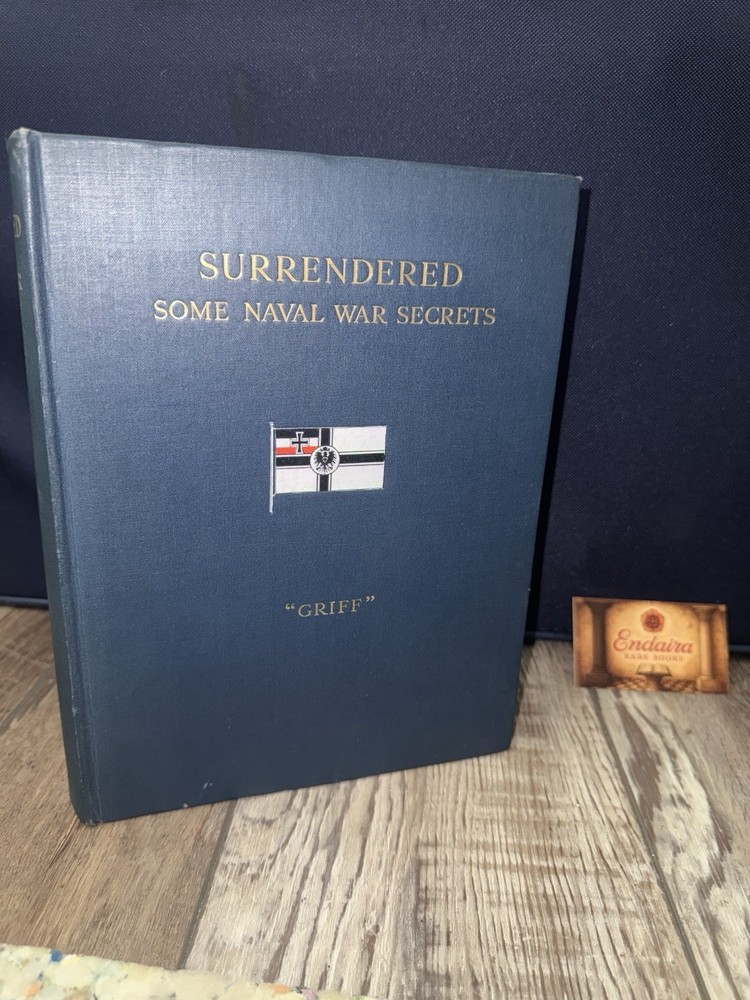 SURRENDERED
SOME NAVAL WAR SECRETS
“GRIFF”
Endaira
RARE BOOKS